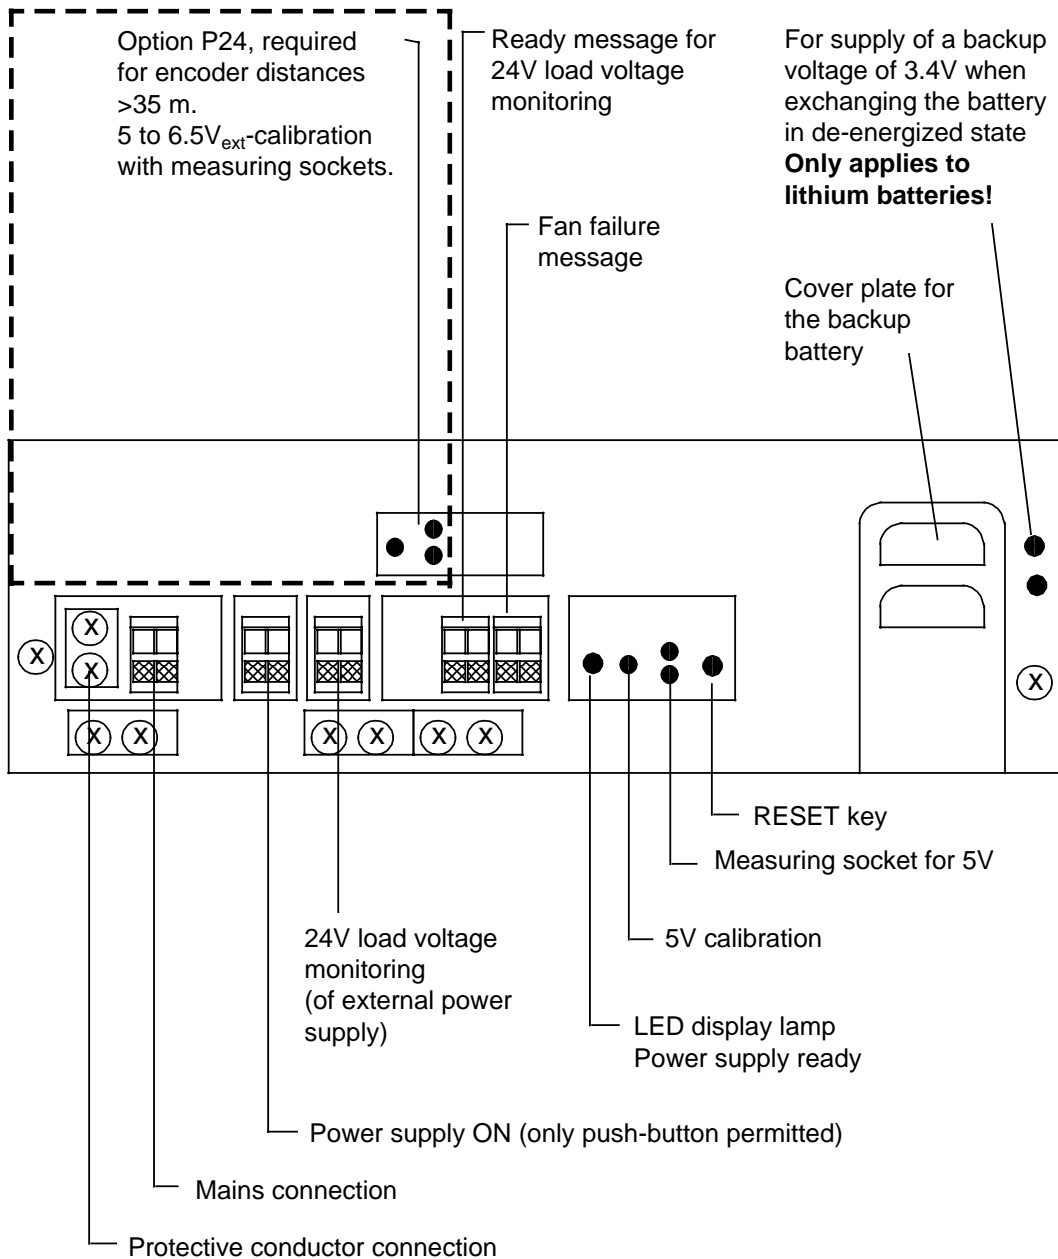 Option P24, required
for encoder distances
>35 m.
5 to 6.5Vext-calibration
with measuring sockets.
Ready message for
24V load voltage
monitoring
Fan failure
message
For supply of a backup
voltage of 3.4V when
exchanging the battery
in de-energized state
Only applies to
lithium batteries!
Cover plate for
the backup
battery
X
X
X
X
X
X
X
X
X
X
RESET key
Measuring socket for 5V
5V calibration
LED display lamp
Power supply ready
24V load voltage
monitoring
(of external power
supply)
Power supply ON (only push-button permitted)
Mains connection
Protective conductor connection